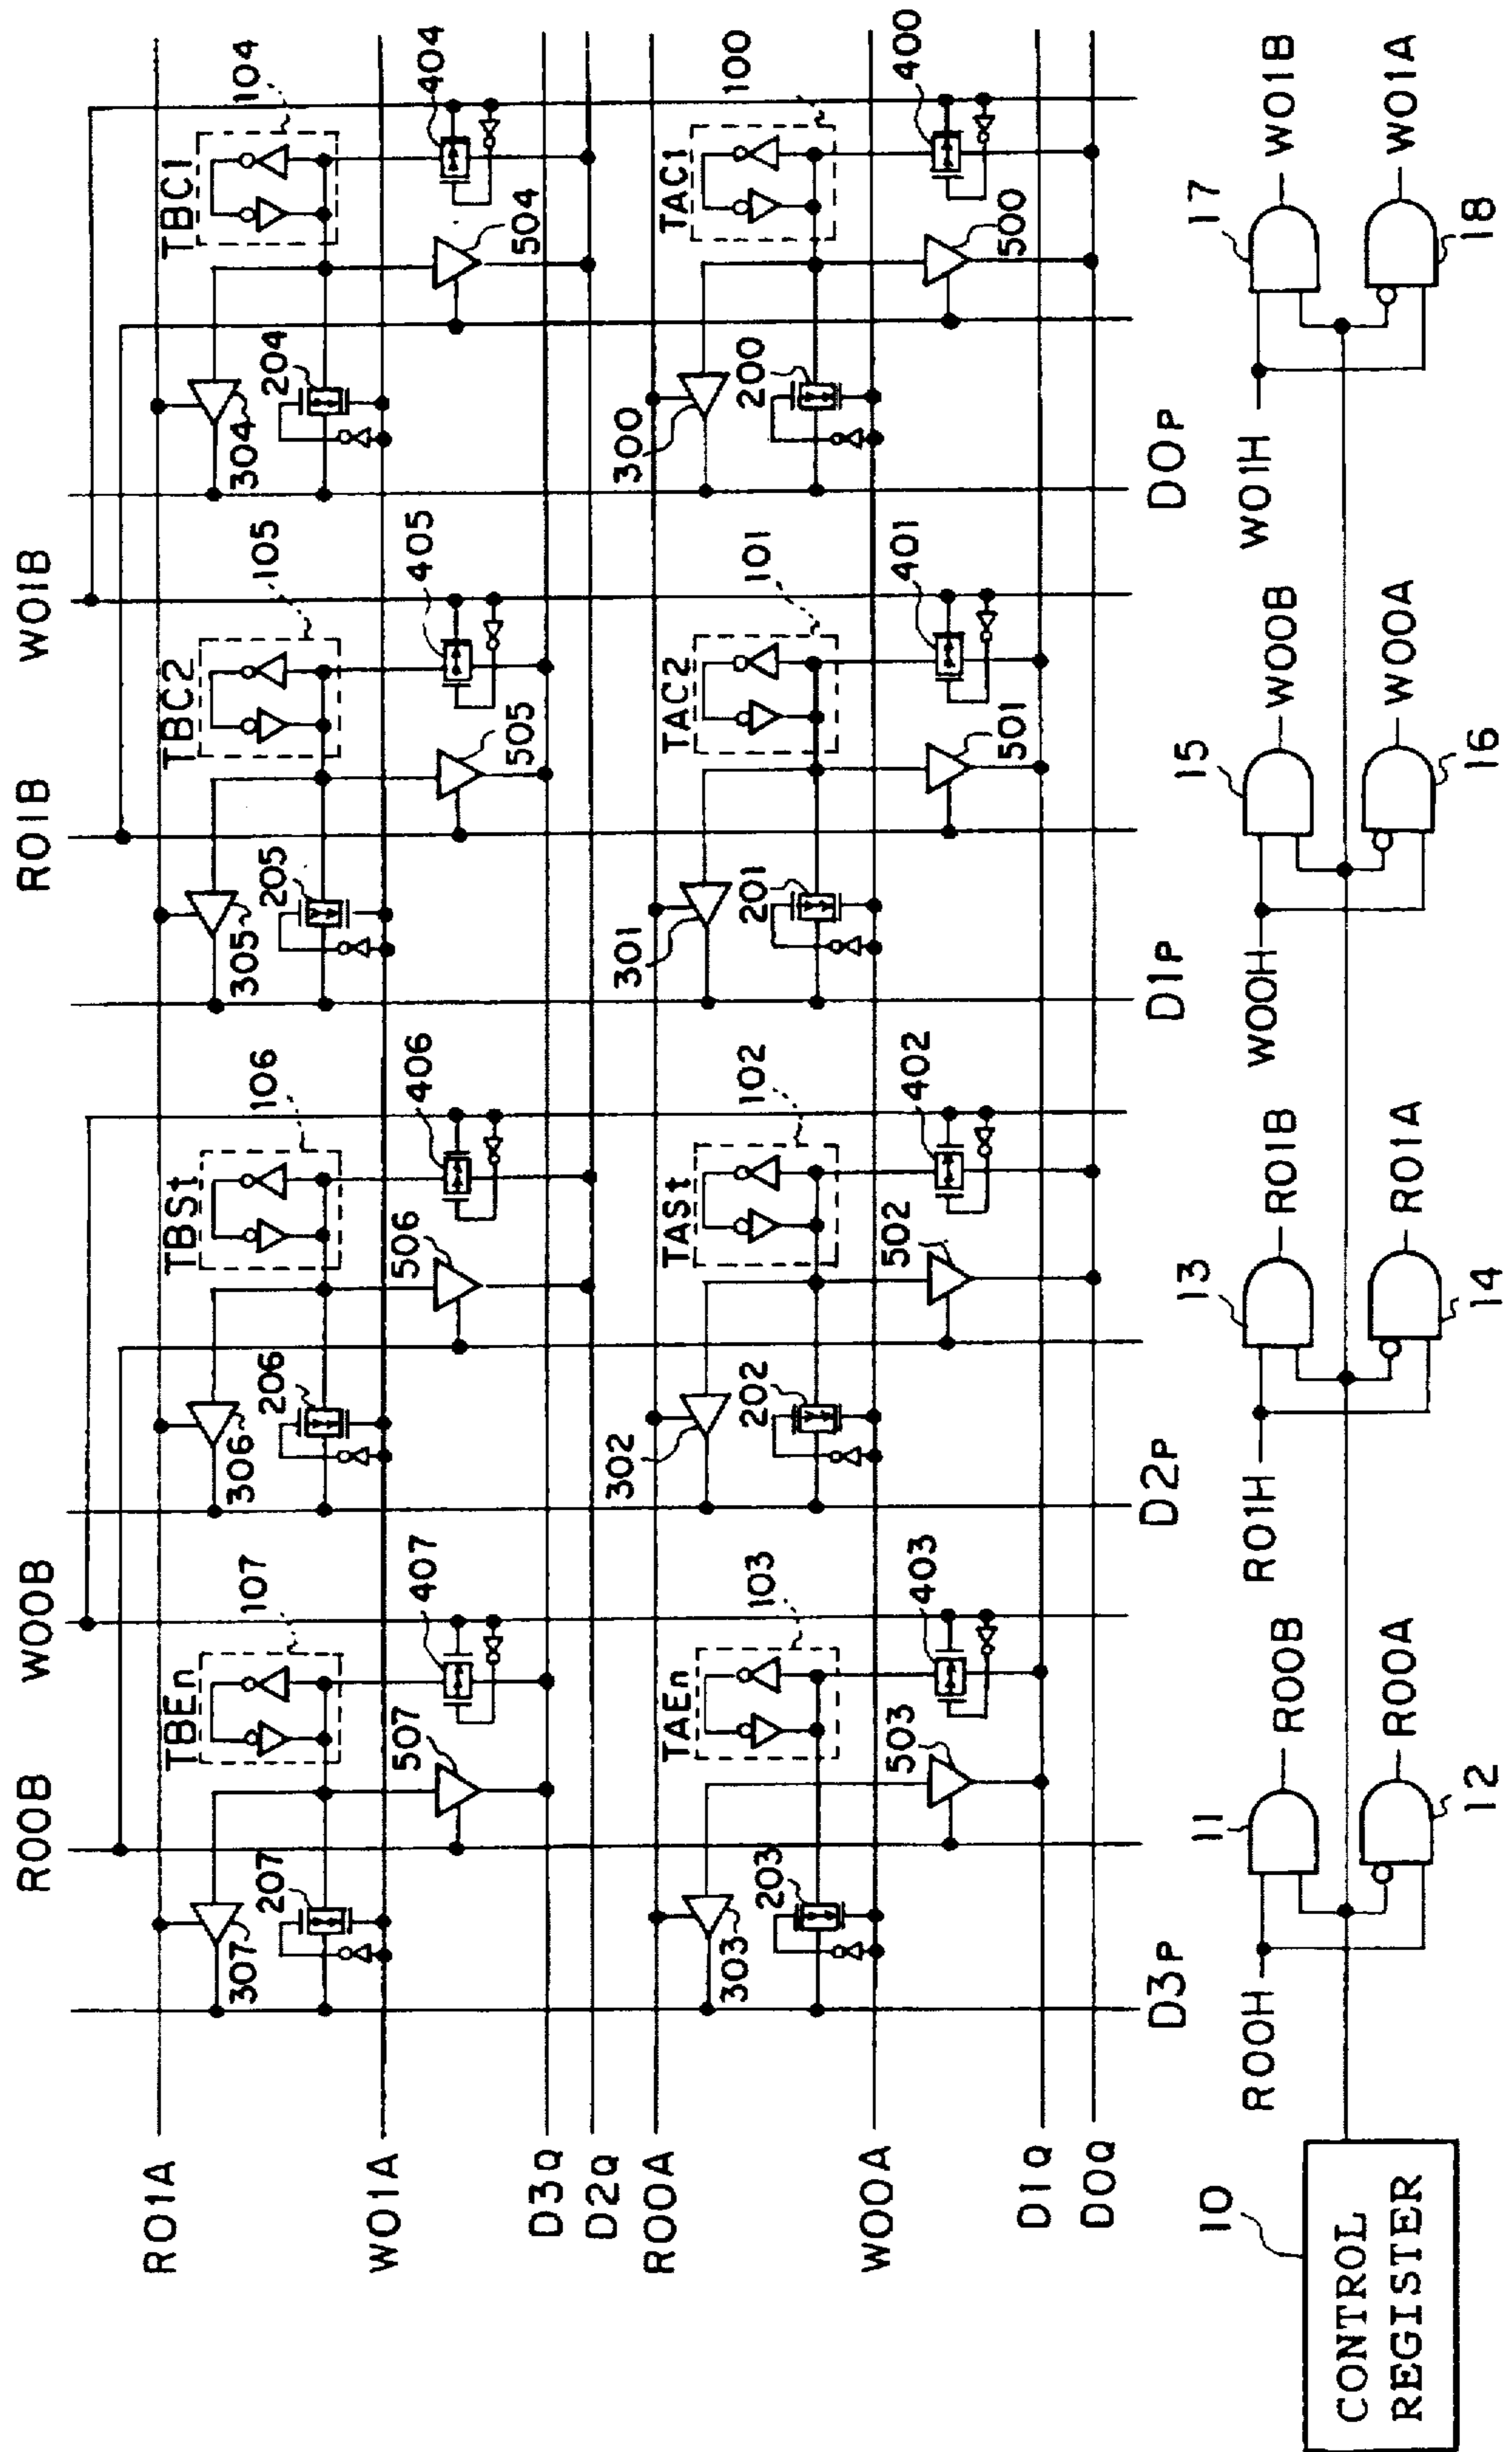 R00B W00B R01B W01B
R01A
TBEn 107 TBSt 106 TBC2 105 TBC1 104
307 207 306 206 305 205 304 204
W01A
507 407 506 406 505 405 504 404
D3Q
D2Q
R00A
TAEn 103 TASt 102 TAC2 101 TAC1 100
303 203 302 202 301 201 300 200
W00A
503 403 502 402 501 401 500 400
D1Q
D0Q
D3P D2P D1P D0P
10
CONTROL
REGISTER
R00H 11 R00B R01H 13 R01B W00H 15 W00B W01H 17 W01B
R00A R01A W00A W01A
12 14 16 18